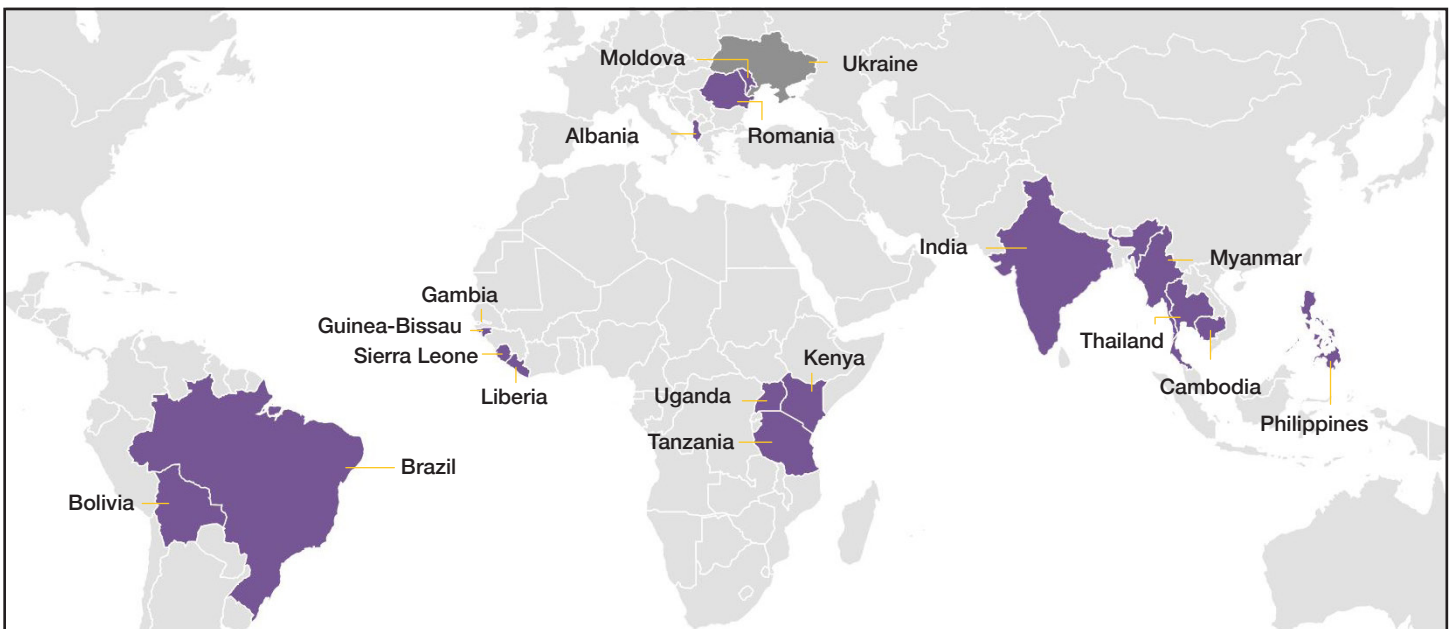 Moldova
Ukraine
Albania
Romania
India
Myanmar
Gambia
Guinea-Bissau
Sierra Leone
Liberia
Thailand
Cambodia
Philippines
Kenya
Uganda
Tanzania
Brazil
Bolivia